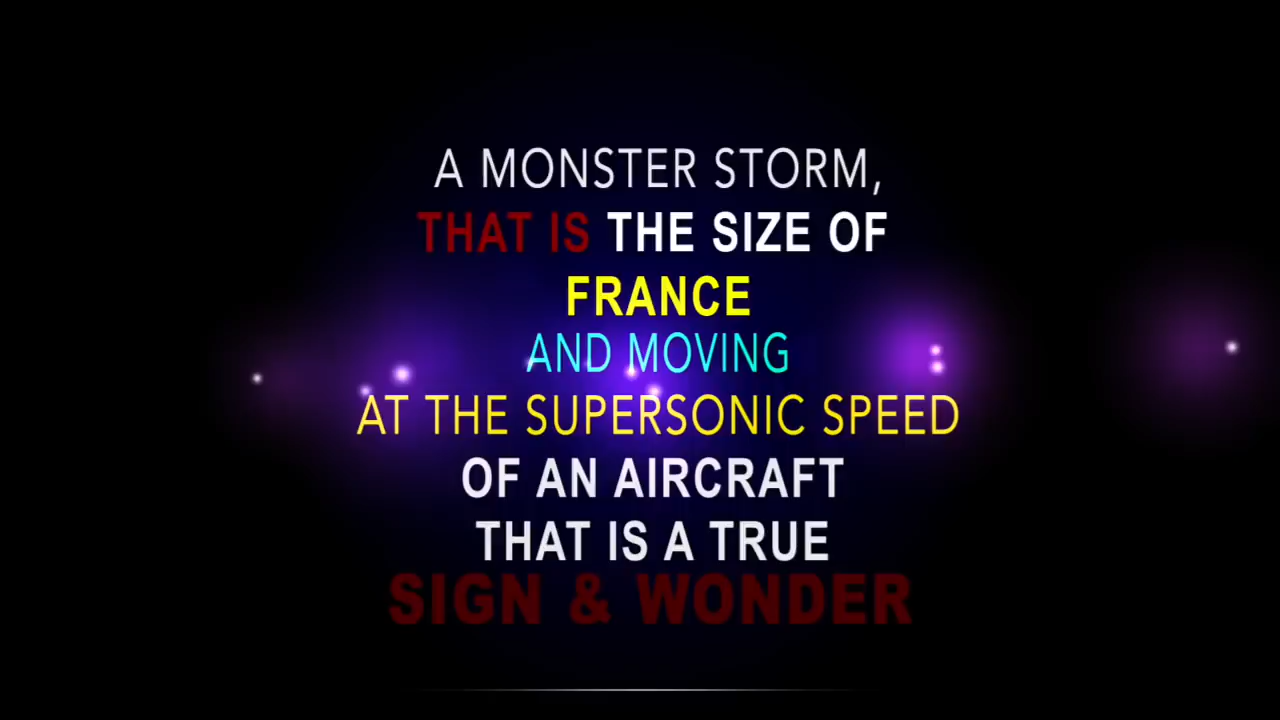 A MONSTER STORM,
THAT IS THE SIZE OF
FRANCE
AND MOVING
AT THE SUPERSONIC SPEED
OF AN AIRCRAFT
THAT IS A TRUE
SIGN & WONDER